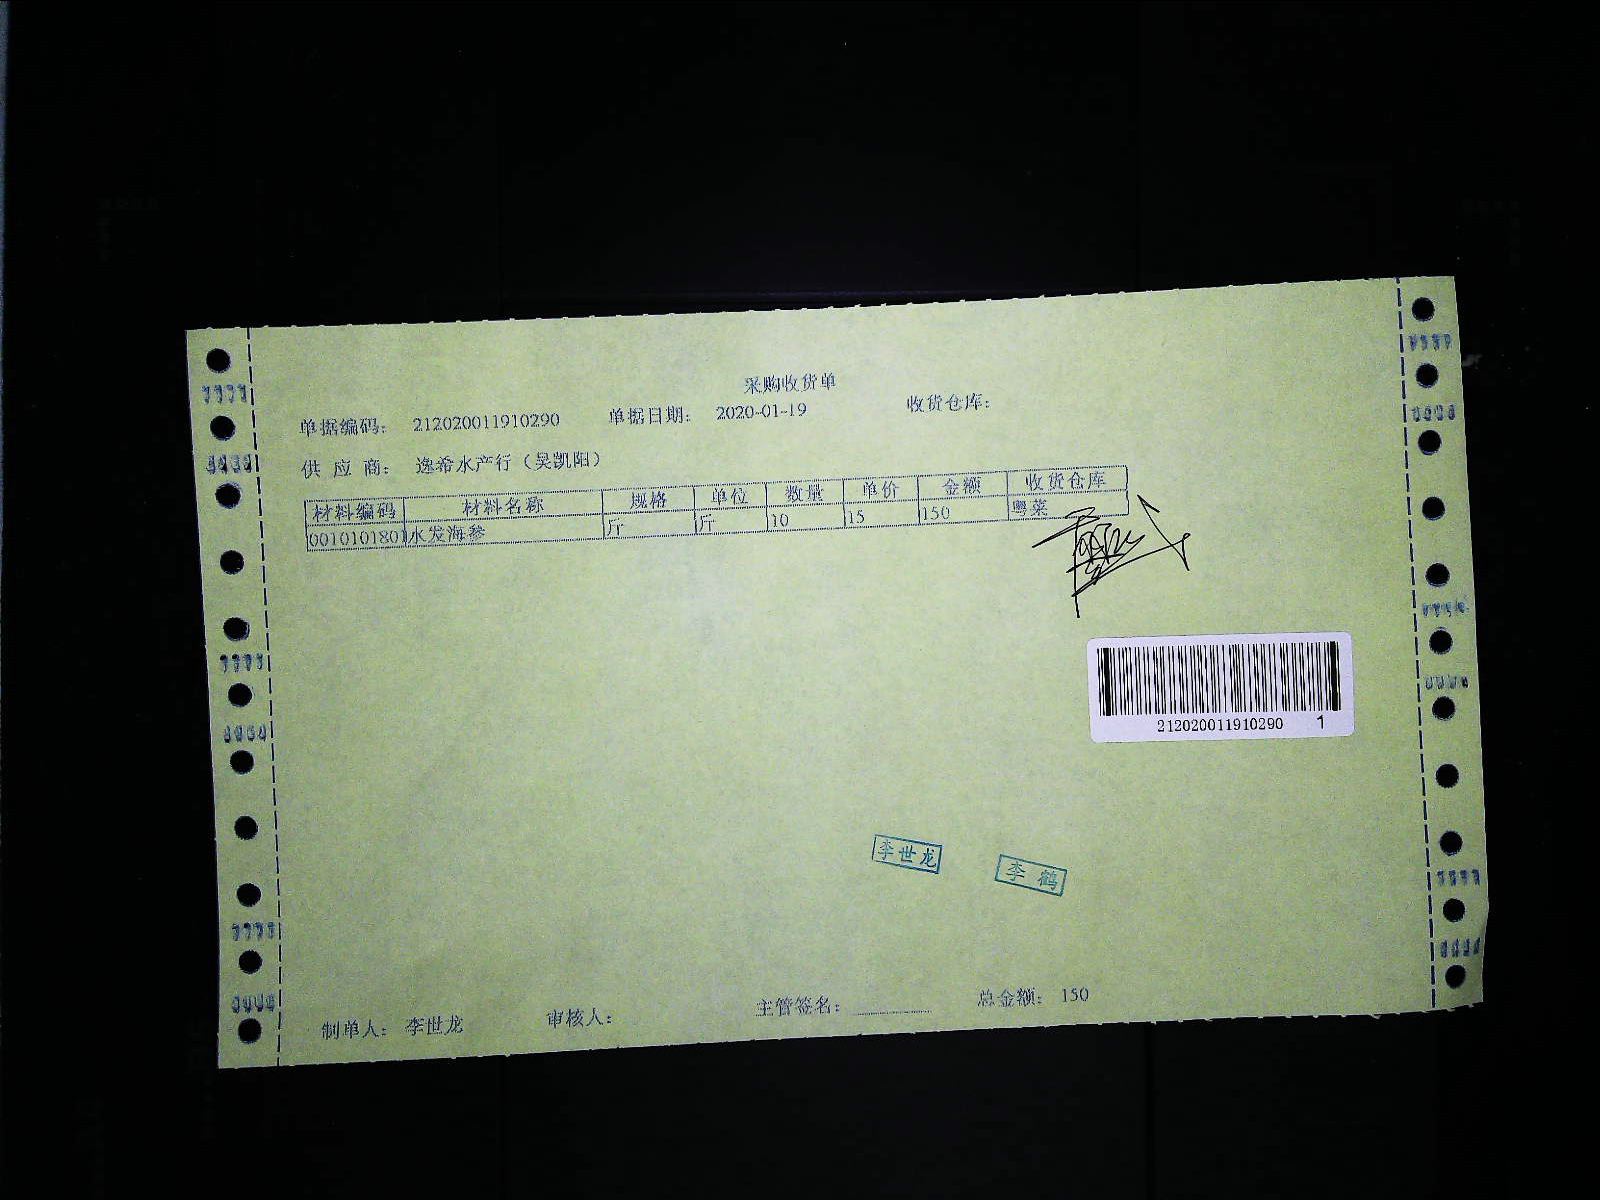 采购收货单
单据编码： 212020011910290 单据日期： 2020-01-19 收货仓库：
供 应 商： 逸希水产行（吴凯阳）
材料编码 材料名称 规格 单位 数量 单价 金额 收货仓库
0010101801 水发海参 斤 斤 10 15 150 粤菜
212020011910290 1
李世龙
李鹤
制单人： 李世龙 审核人： 主管签名： 总金额： 150